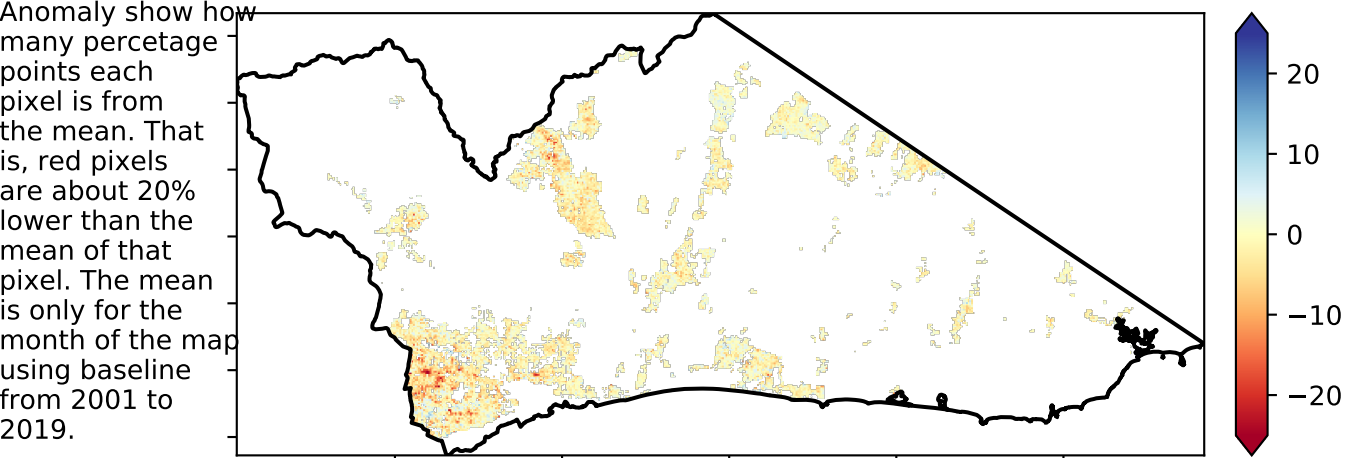 Anomaly show how
many percetage
points each
pixel is from
the mean. That
is, red pixels
are about 20%
lower than the
mean of that
pixel. The mean
is only for the
month of the map
using baseline
from 2001 to
2019.
20
10
0
−10
−20